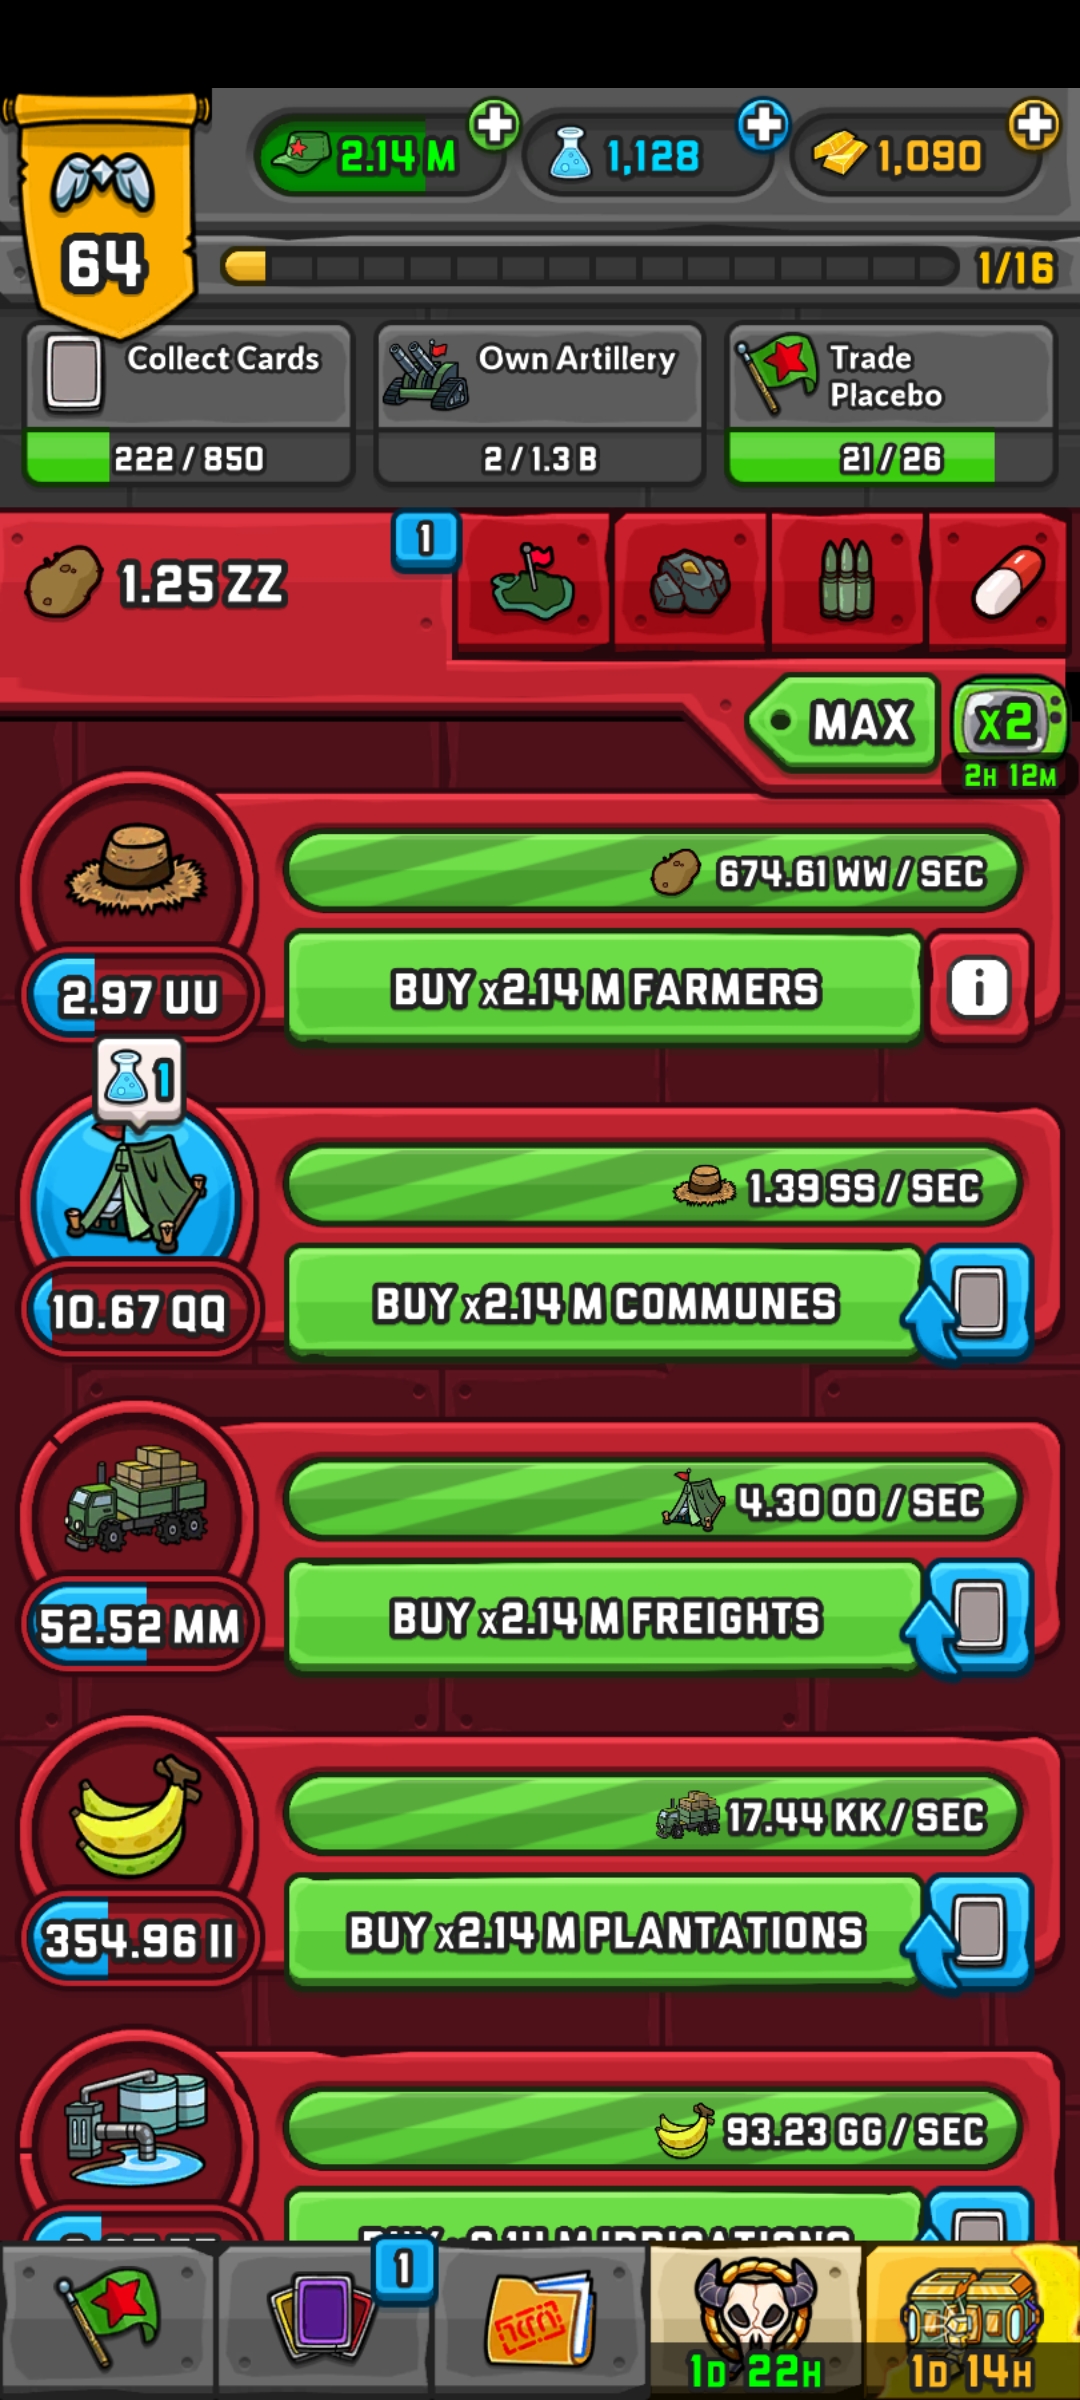 2.14 M
1,128
1,090
64
1/16
Collect Cards
222 / 850
Own Artillery
2 / 1.3 B
Trade
Placebo
21 / 26
1.25 ZZ
1
MAX
x2
2H 12M
674.61 WW / SEC
2.97 UU
BUY x2.14 M FARMERS
i
1
1.39 SS / SEC
10.67 QQ
BUY x2.14 M COMMUNES
4.30 OO / SEC
52.52 MM
BUY x2.14 M FREIGHTS
17.44 KK / SEC
354.96 II
BUY x2.14 M PLANTATIONS
93.23 GG / SEC
BUY x2.14 M IRRIGATIONS
1
1D 22H
1D 14H